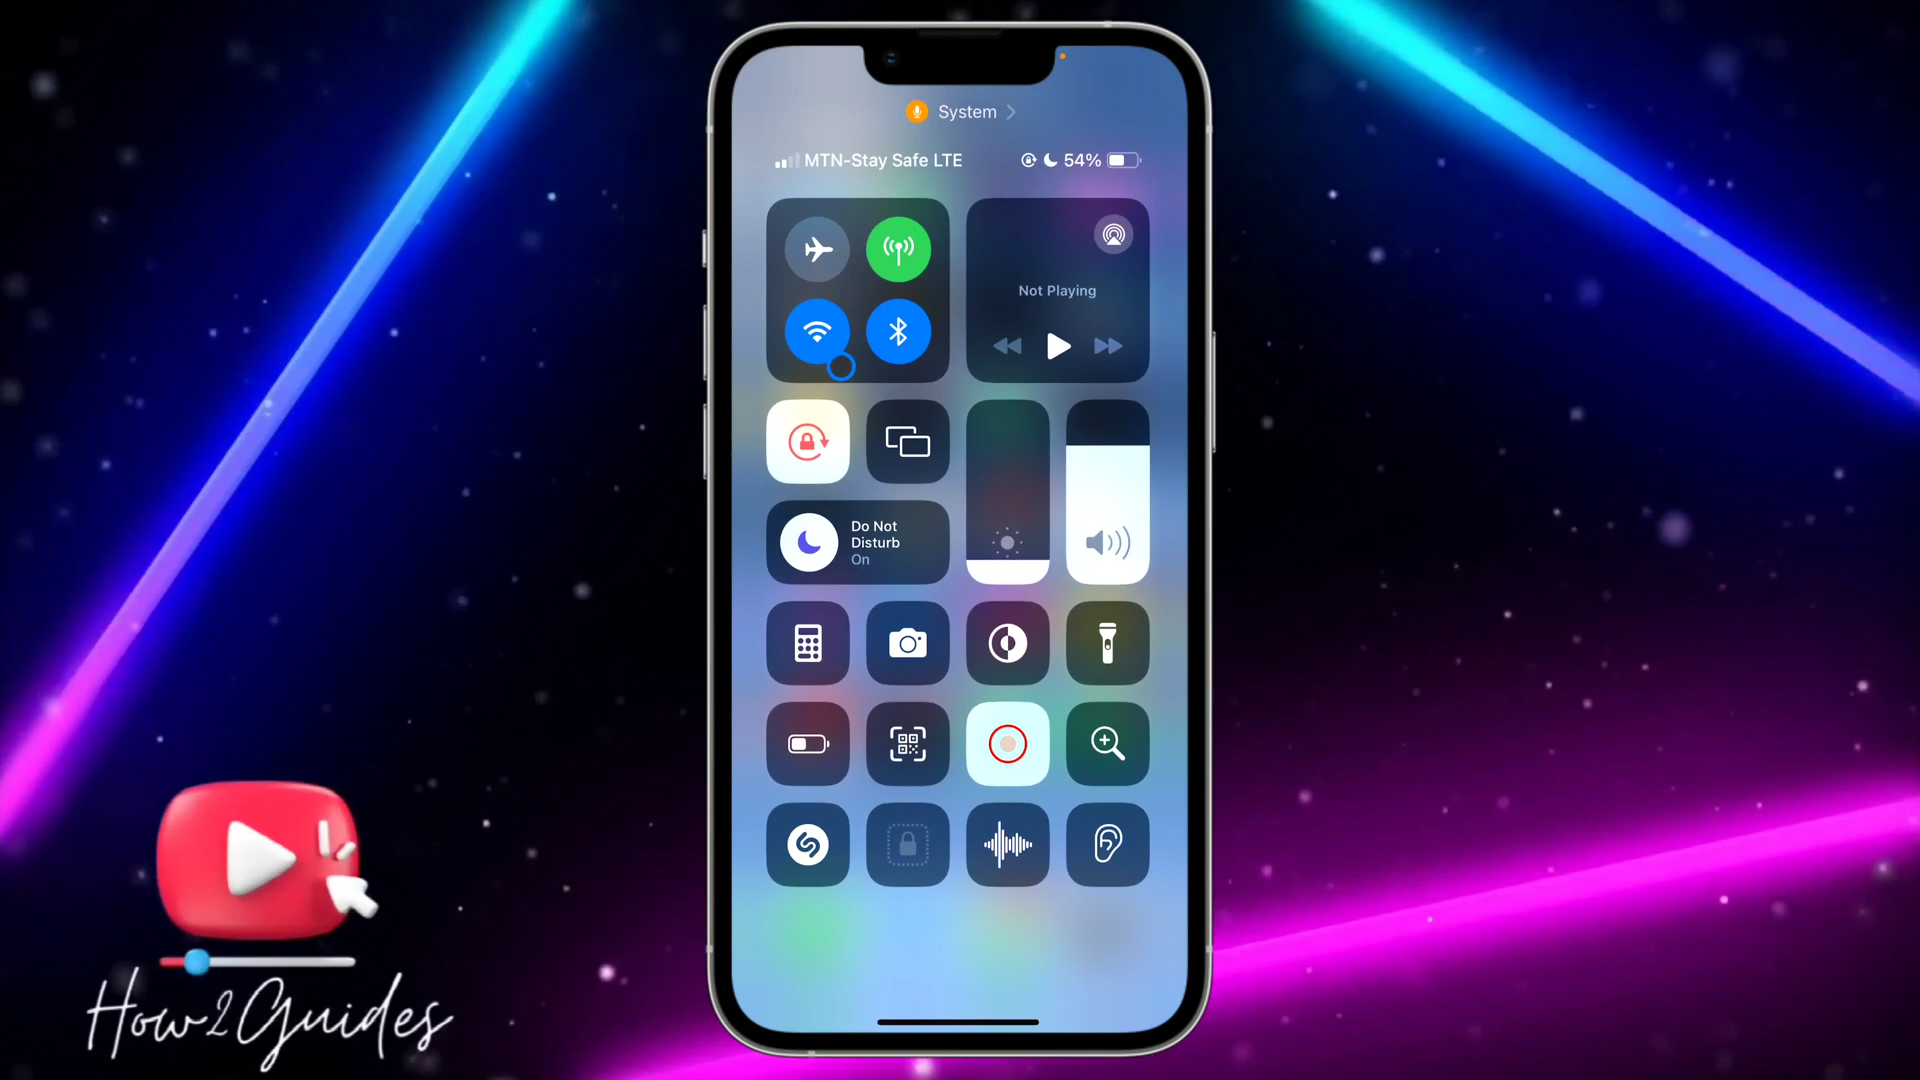 System
MTN-Stay Safe LTE 54%
Not Playing
Do Not
Disturb
On
How2Guides